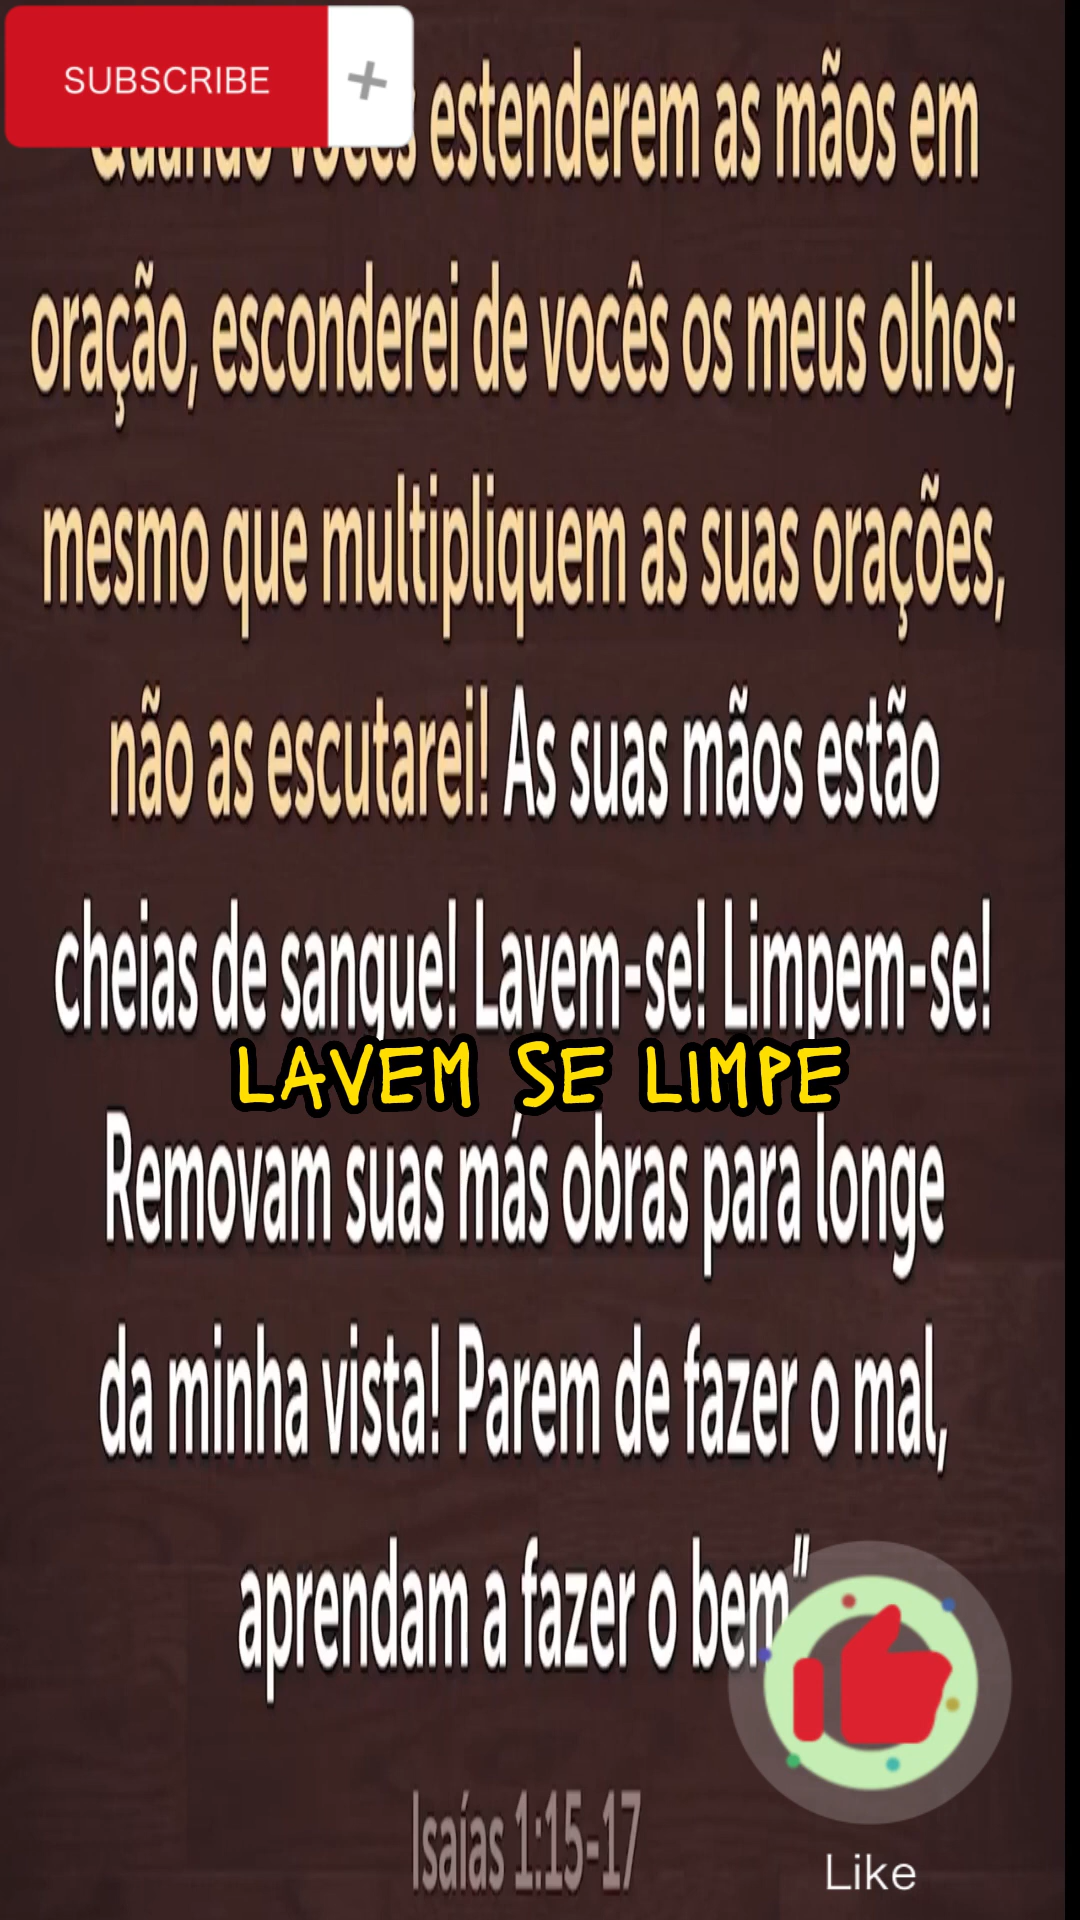 SUBSCRIBE +
Quando vocês estenderem as mãos em
oração, esconderei de vocês os meus olhos;
mesmo que multipliquem as suas orações,
não as escutarei! As suas mãos estão
cheias de sangue! Lavem-se! Limpem-se!
LAVEM SE LIMPE
Removam suas más obras para longe
da minha vista! Parem de fazer o mal,
aprendam a fazer o bem”
Isaías 1:15-17
Like